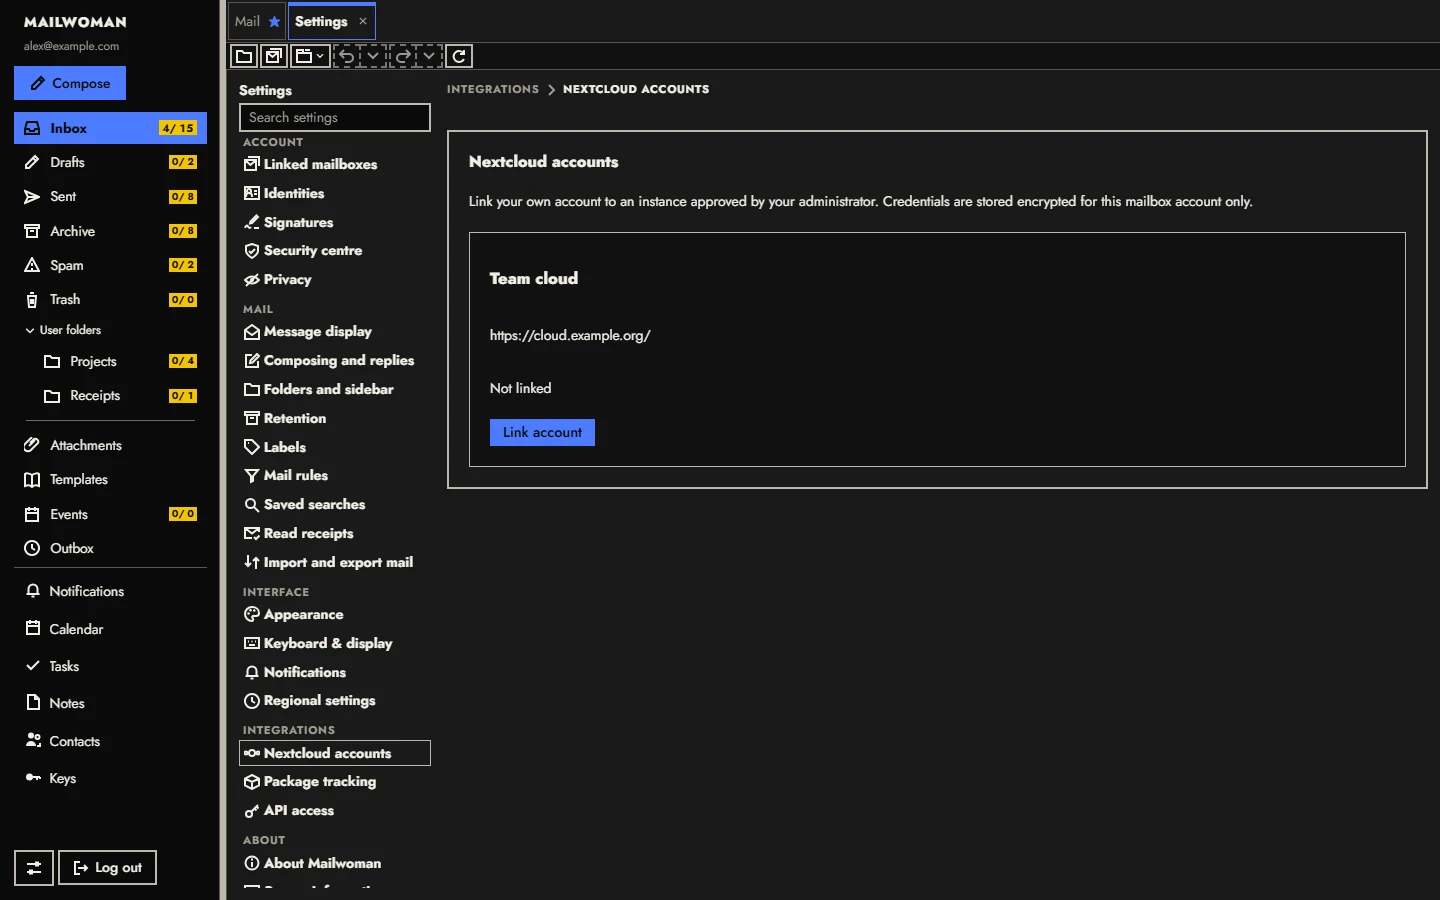 MAILWOMAN
alex@example.com
Compose
Inbox 4/ 15
Drafts 0/ 2
Sent 0/ 8
Archive 0/ 8
Spam 0/ 2
Trash 0/ 0
User folders
Projects 0/ 4
Receipts 0/ 1
Attachments
Templates
Events 0/ 0
Outbox
Notifications
Calendar
Tasks
Notes
Contacts
Keys
Log out
Mail
Settings ×
Settings
Search settings
ACCOUNT
Linked mailboxes
Identities
Signatures
Security centre
Privacy
MAIL
Message display
Composing and replies
Folders and sidebar
Retention
Labels
Mail rules
Saved searches
Read receipts
Import and export mail
INTERFACE
Appearance
Keyboard & display
Notifications
Regional settings
INTEGRATIONS
Nextcloud accounts
Package tracking
API access
ABOUT
About Mailwoman
INTEGRATIONS > NEXTCLOUD ACCOUNTS
Nextcloud accounts
Link your own account to an instance approved by your administrator. Credentials are stored encrypted for this mailbox account only.
Team cloud
https://cloud.example.org/
Not linked
Link account